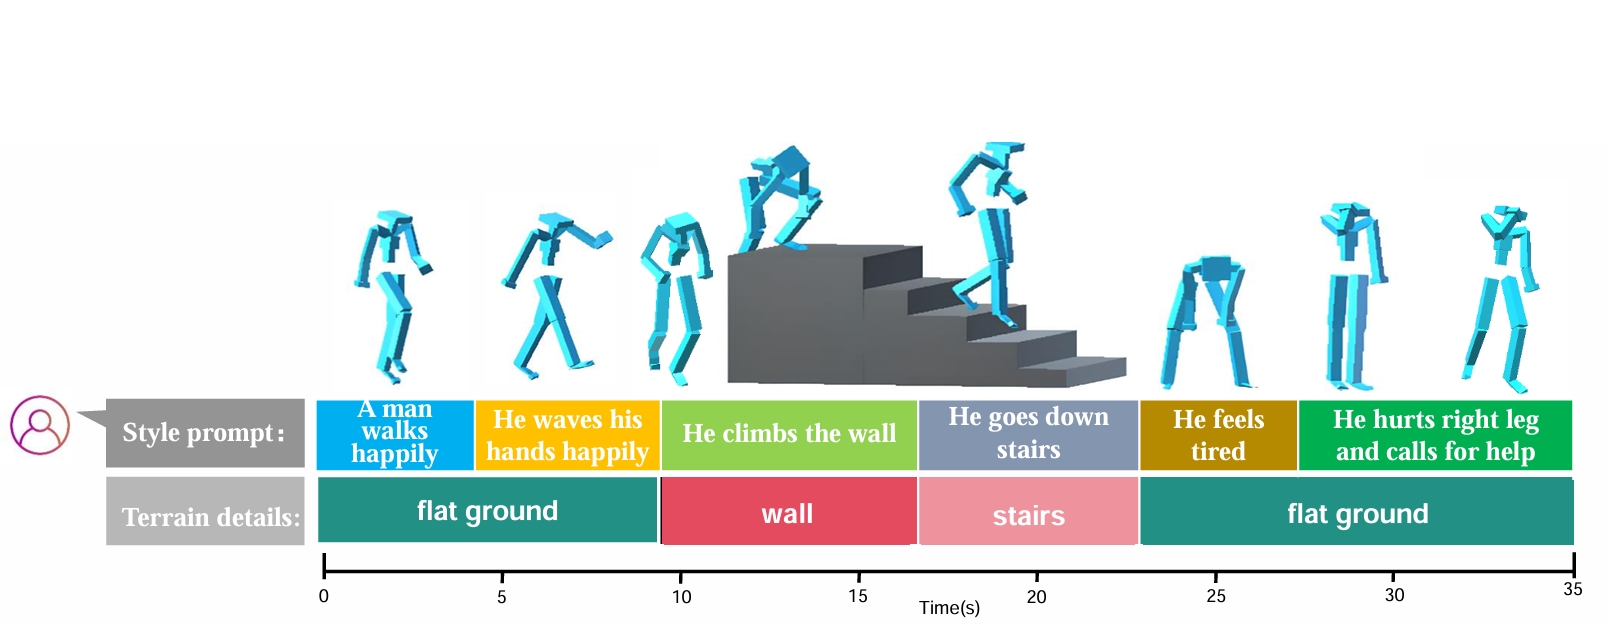 Style prompt:
A man
walks
happily
He waves his
hands happily
He climbs the wall
He goes down
stairs
He feels
tired
He hurts right leg
and calls for help
Terrain details:
flat ground
wall
stairs
flat ground
0
5
10
15
20
25
30
35
Time(s)